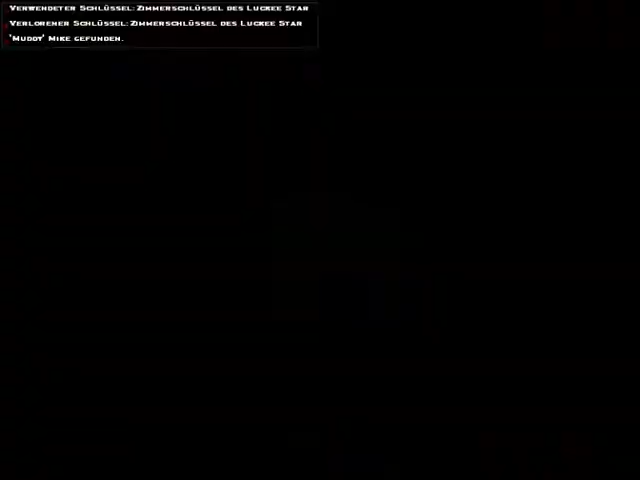 Verwendeter Schlüssel: Zimmerschlüssel des Luckee Star
Verlorener Schlüssel: Zimmerschlüssel des Luckee Star
'Muddy' Mike gefunden.